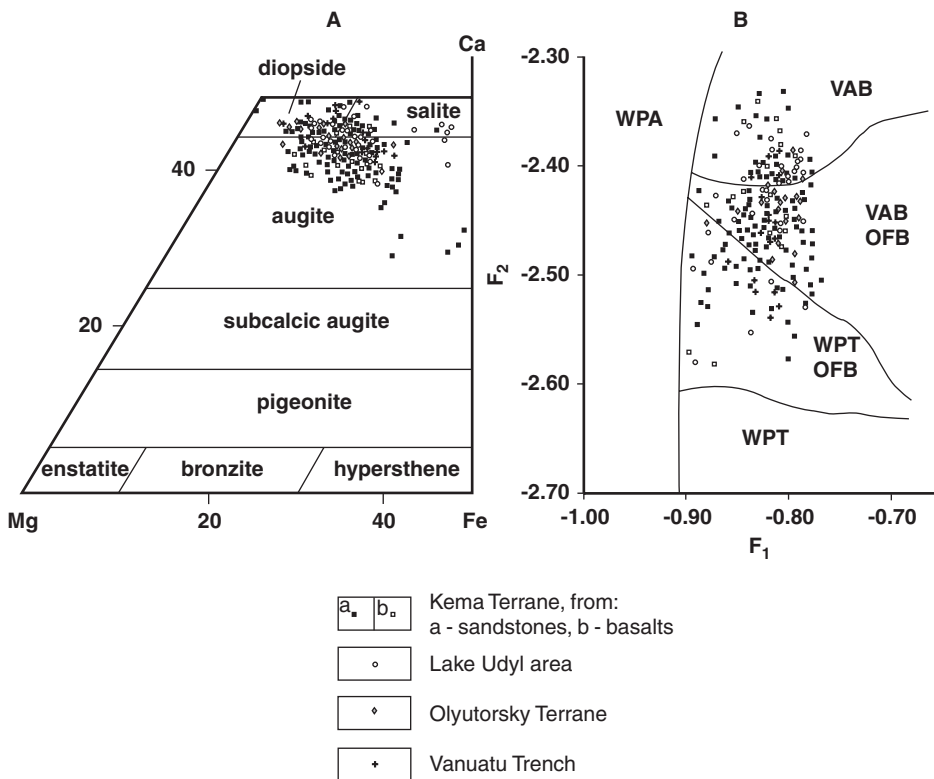 A
Ca
diopside
salite
40
augite
subcalcic augite
20
pigeonite
enstatite
bronzite
hypersthene
Mg
20
40
Fe
B
-2.30
-2.40
-2.50
-2.60
-2.70
F2
WPA
VAB
VAB
OFB
WPT
OFB
WPT
-1.00
-0.90
-0.80
-0.70
F1
a
b
Kema Terrane, from:
a - sandstones, b - basalts
Lake Udyl area
Olyutorsky Terrane
Vanuatu Trench